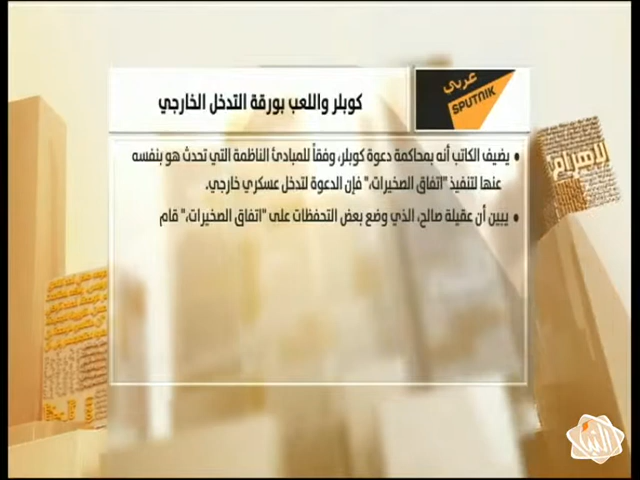 عربي
SPUTNIK
كوبلر واللعب بورقة التدخل الخارجي
• يضيف الكاتب أنه بمحاكمة دعوة كوبلر، وفقاً للمبادئ الناظمة التي تحدث هو بنفسه
عنها لتنفيذ "اتفاق الصخيرات،" فإن الدعوة لتدخل عسكري خارجي.
• يبين أن عقيلة صالح، الذي وضع بعض التحفظات على "اتفاق الصخيرات،" قام
الأهرام
النبأ